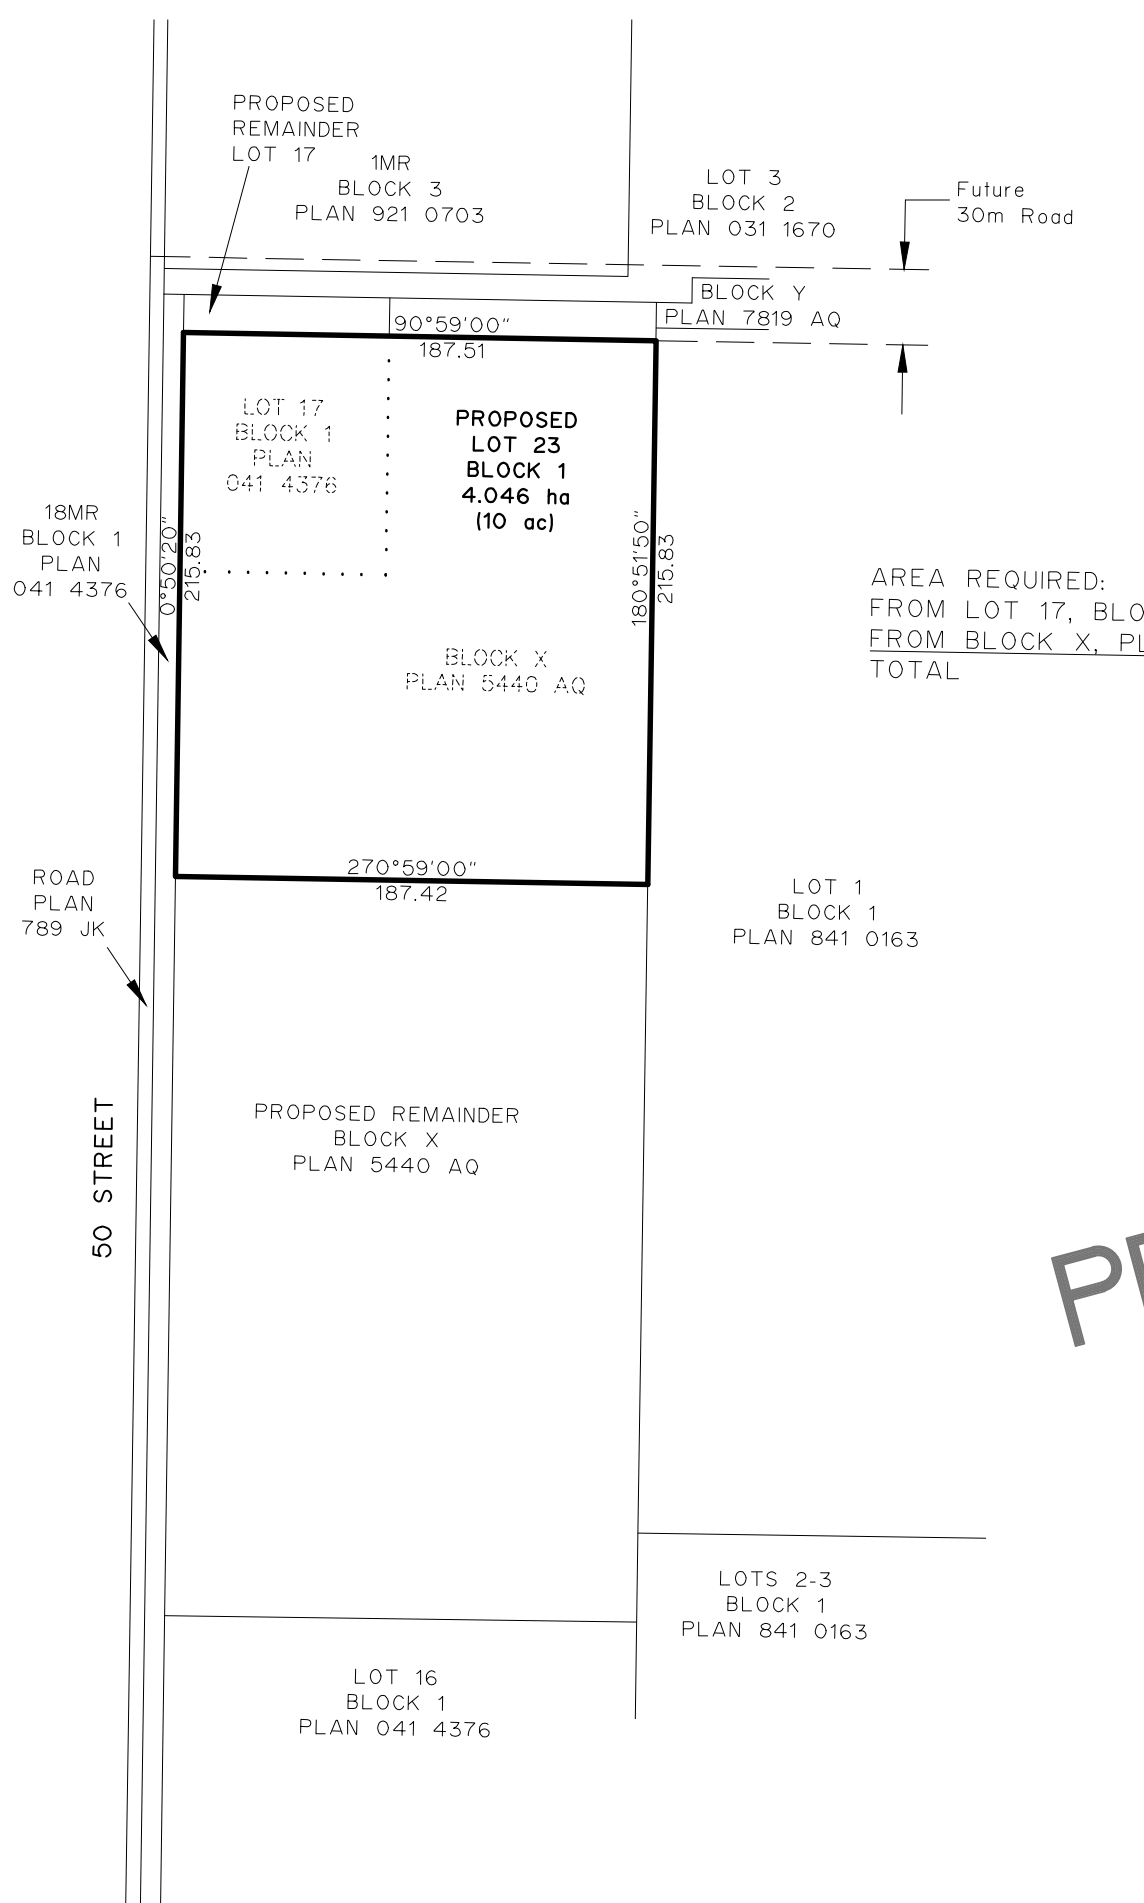 PROPOSED
REMAINDER
LOT 17
1MR
BLOCK 3
PLAN 921 0703
LOT 3
BLOCK 2
PLAN 031 1670
Future
30m Road
BLOCK Y
PLAN 7819 AQ
90°59'00"
187.51
LOT 17
BLOCK 1
PLAN
041 4376
PROPOSED
LOT 23
BLOCK 1
4.046 ha
(10 ac)
18MR
BLOCK 1
PLAN
041 4376
0°50'20"
215.83
180°51'50"
215.83
AREA REQUIRED:
FROM LOT 17, BLO
FROM BLOCK X, PL
TOTAL
BLOCK X
PLAN 5440 AQ
270°59'00"
187.42
ROAD
PLAN
789 JK
LOT 1
BLOCK 1
PLAN 841 0163
50 STREET
PROPOSED REMAINDER
BLOCK X
PLAN 5440 AQ
LOTS 2-3
BLOCK 1
PLAN 841 0163
LOT 16
BLOCK 1
PLAN 041 4376